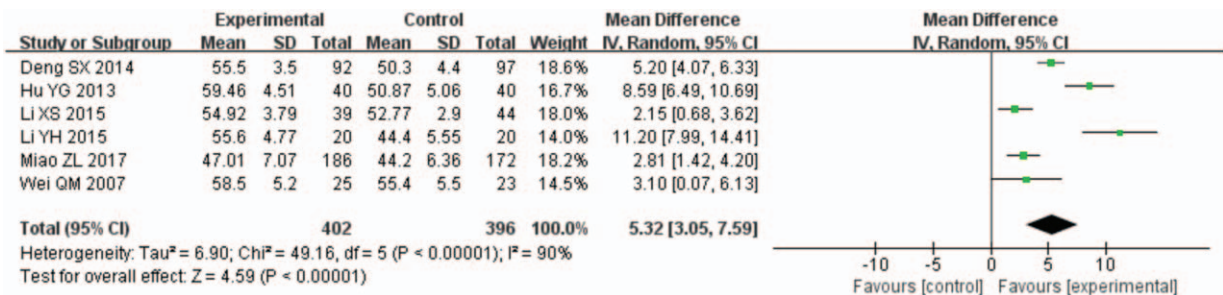 Experimental Control Mean Difference Mean Difference
Study or Subgroup Mean SD Total Mean SD Total Weight IV, Random, 95% CI IV, Random, 95% CI
Deng SX 2014 55.5 3.5 92 50.3 4.4 97 18.6% 5.20 [4.07, 6.33]
Hu YG 2013 59.46 4.51 40 50.87 5.06 40 16.7% 8.59 [6.49, 10.69]
Li XS 2015 54.92 3.79 39 52.77 2.9 44 18.0% 2.15 [0.68, 3.62]
Li YH 2015 55.6 4.77 20 44.4 5.55 20 14.0% 11.20 [7.99, 14.41]
Miao ZL 2017 47.01 7.07 186 44.2 6.36 172 18.2% 2.81 [1.42, 4.20]
Wei QM 2007 58.5 5.2 25 55.4 5.5 23 14.5% 3.10 [0.07, 6.13]
Total (95% CI) 402 396 100.0% 5.32 [3.05, 7.59]
Heterogeneity: Tau² = 6.90; Chi² = 49.16, df = 5 (P < 0.00001); I² = 90%
Test for overall effect: Z = 4.59 (P < 0.00001)
-10 -5 0 5 10
Favours [control] Favours [experimental]